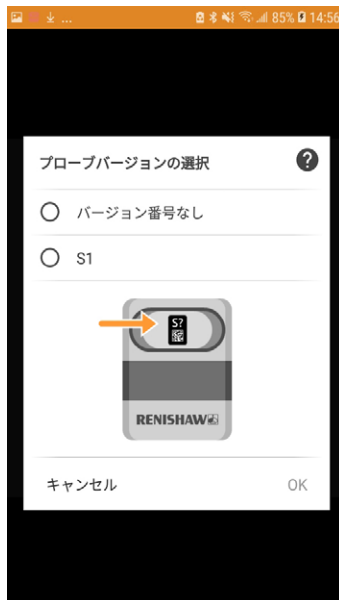 ... 85% 14:56
プローブバージョンの選択 ?
バージョン番号なし
S1
S?
RENISHAW
キャンセル OK